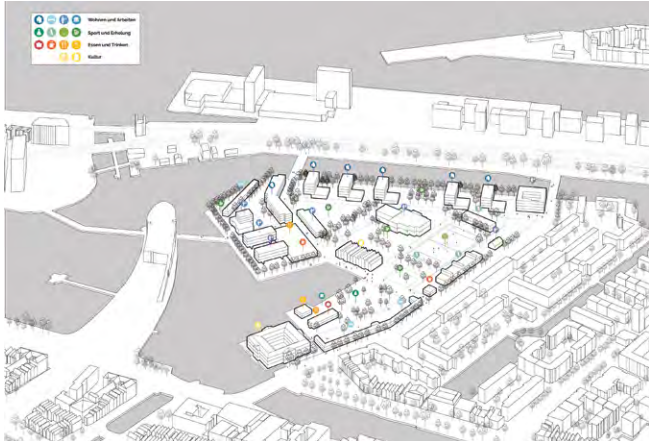 Wohnen und Arbeiten
Sport und Erholung
Essen und Trinken
Kultur